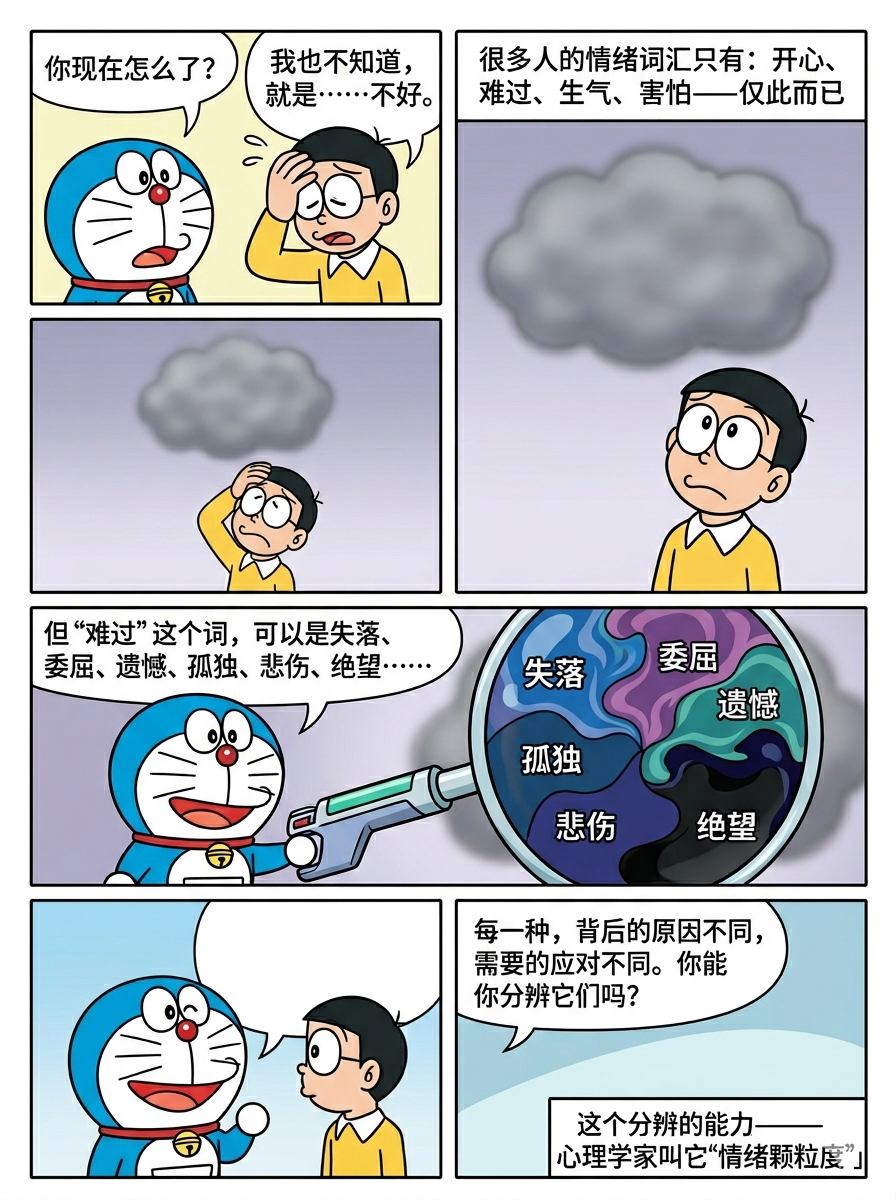 你现在怎么了？
我也不知道，
就是……不好。
很多人的情绪词汇只有：开心、
难过、生气、害怕——仅此而已
但“难过”这个词，可以是失落、
委屈、遗憾、孤独、悲伤、绝望……
失落
委屈
遗憾
孤独
悲伤
绝望
每一种，背后的原因不同，
需要的应对不同。你能
你分辨它们吗？
这个分辨的能力———
心理学家叫它“情绪颗粒度”」